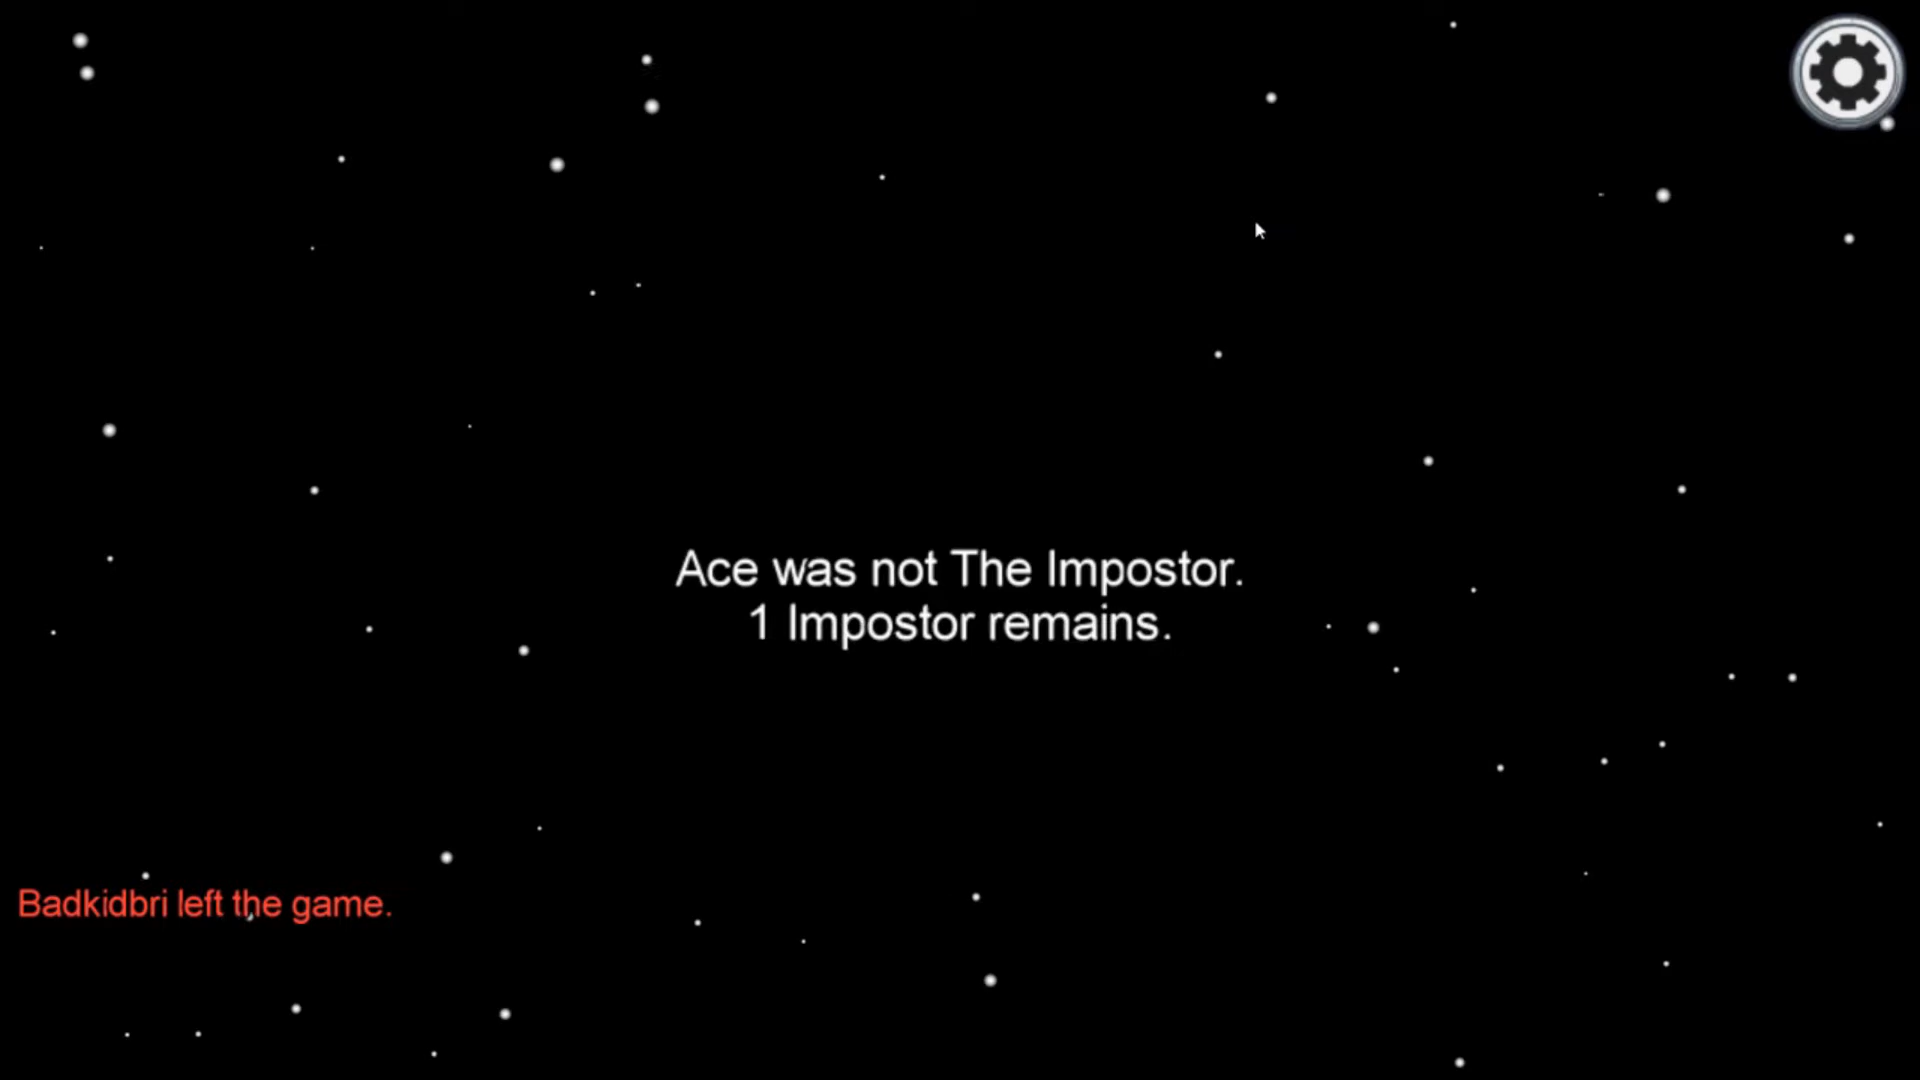 Ace was not The Impostor.
1 Impostor remains.
Badkidbri left the game.